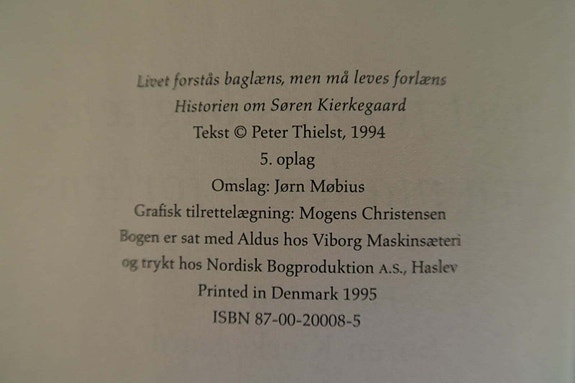 Livet forstås baglæns, men må leves forlæns
Historien om Søren Kierkegaard
Tekst © Peter Thielst, 1994
5. oplag
Omslag: Jørn Møbius
Grafisk tilrettelægning: Mogens Christensen
Bogen er sat med Aldus hos Viborg Maskinsæteri
og trykt hos Nordisk Bogproduktion A.S., Haslev
Printed in Denmark 1995
ISBN 87-00-20008-5